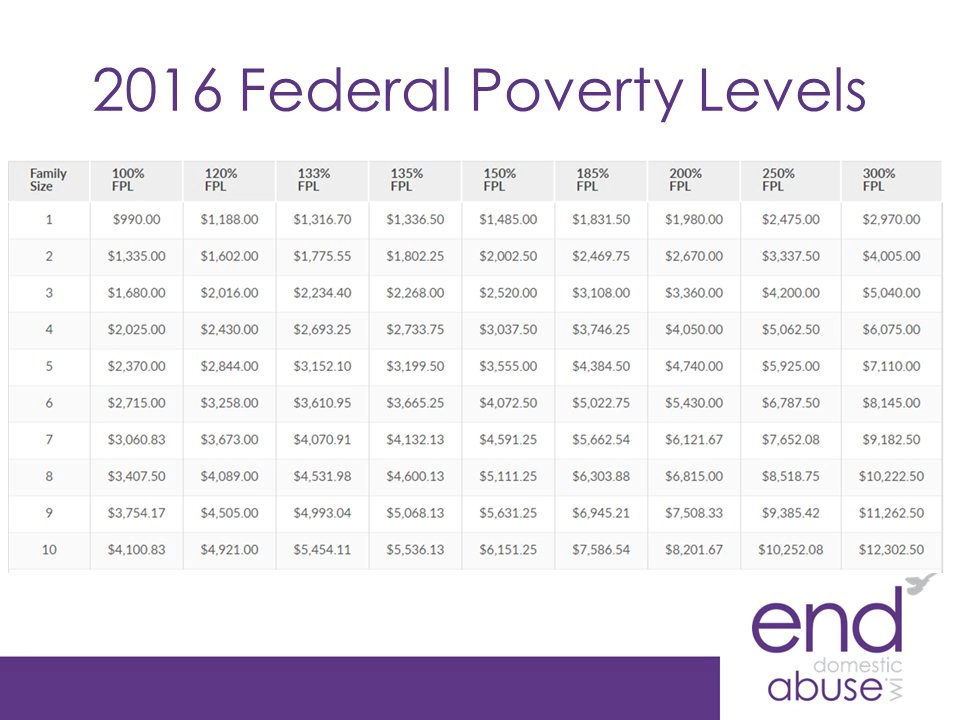 2016 Federal Poverty Levels
Family Size 100% FPL 120% FPL 133% FPL 135% FPL 150% FPL 185% FPL 200% FPL 250% FPL 300% FPL
1 $990.00 $1,188.00 $1,316.70 $1,336.50 $1,485.00 $1,831.50 $1,980.00 $2,475.00 $2,970.00
2 $1,335.00 $1,602.00 $1,775.55 $1,802.25 $2,002.50 $2,469.75 $2,670.00 $3,337.50 $4,005.00
3 $1,680.00 $2,016.00 $2,234.40 $2,268.00 $2,520.00 $3,108.00 $3,360.00 $4,200.00 $5,040.00
4 $2,025.00 $2,430.00 $2,693.25 $2,733.75 $3,037.50 $3,746.25 $4,050.00 $5,062.50 $6,075.00
5 $2,370.00 $2,844.00 $3,152.10 $3,199.50 $3,555.00 $4,384.50 $4,740.00 $5,925.00 $7,110.00
6 $2,715.00 $3,258.00 $3,610.95 $3,665.25 $4,072.50 $5,022.75 $5,430.00 $6,787.50 $8,145.00
7 $3,060.83 $3,673.00 $4,070.91 $4,132.13 $4,591.25 $5,662.54 $6,121.67 $7,652.08 $9,182.50
8 $3,407.50 $4,089.00 $4,531.98 $4,600.13 $5,111.25 $6,303.88 $6,815.00 $8,518.75 $10,222.50
9 $3,754.17 $4,505.00 $4,993.04 $5,068.13 $5,631.25 $6,945.21 $7,508.33 $9,385.42 $11,262.50
10 $4,100.83 $4,921.00 $5,454.11 $5,536.13 $6,151.25 $7,586.54 $8,201.67 $10,252.08 $12,302.50
end
domestic
abuse wi